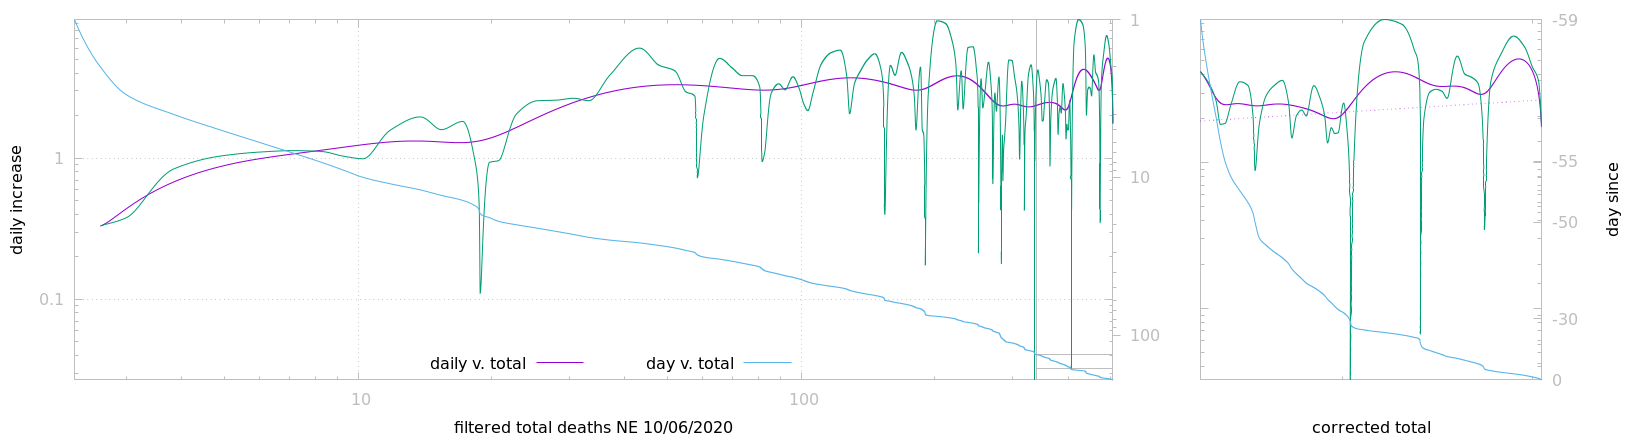 1
-59
daily increase
1
10
-55
-50
day since
0.1
-30
100
daily v. total
day v. total
0
10
100
filtered total deaths NE 10/06/2020
corrected total